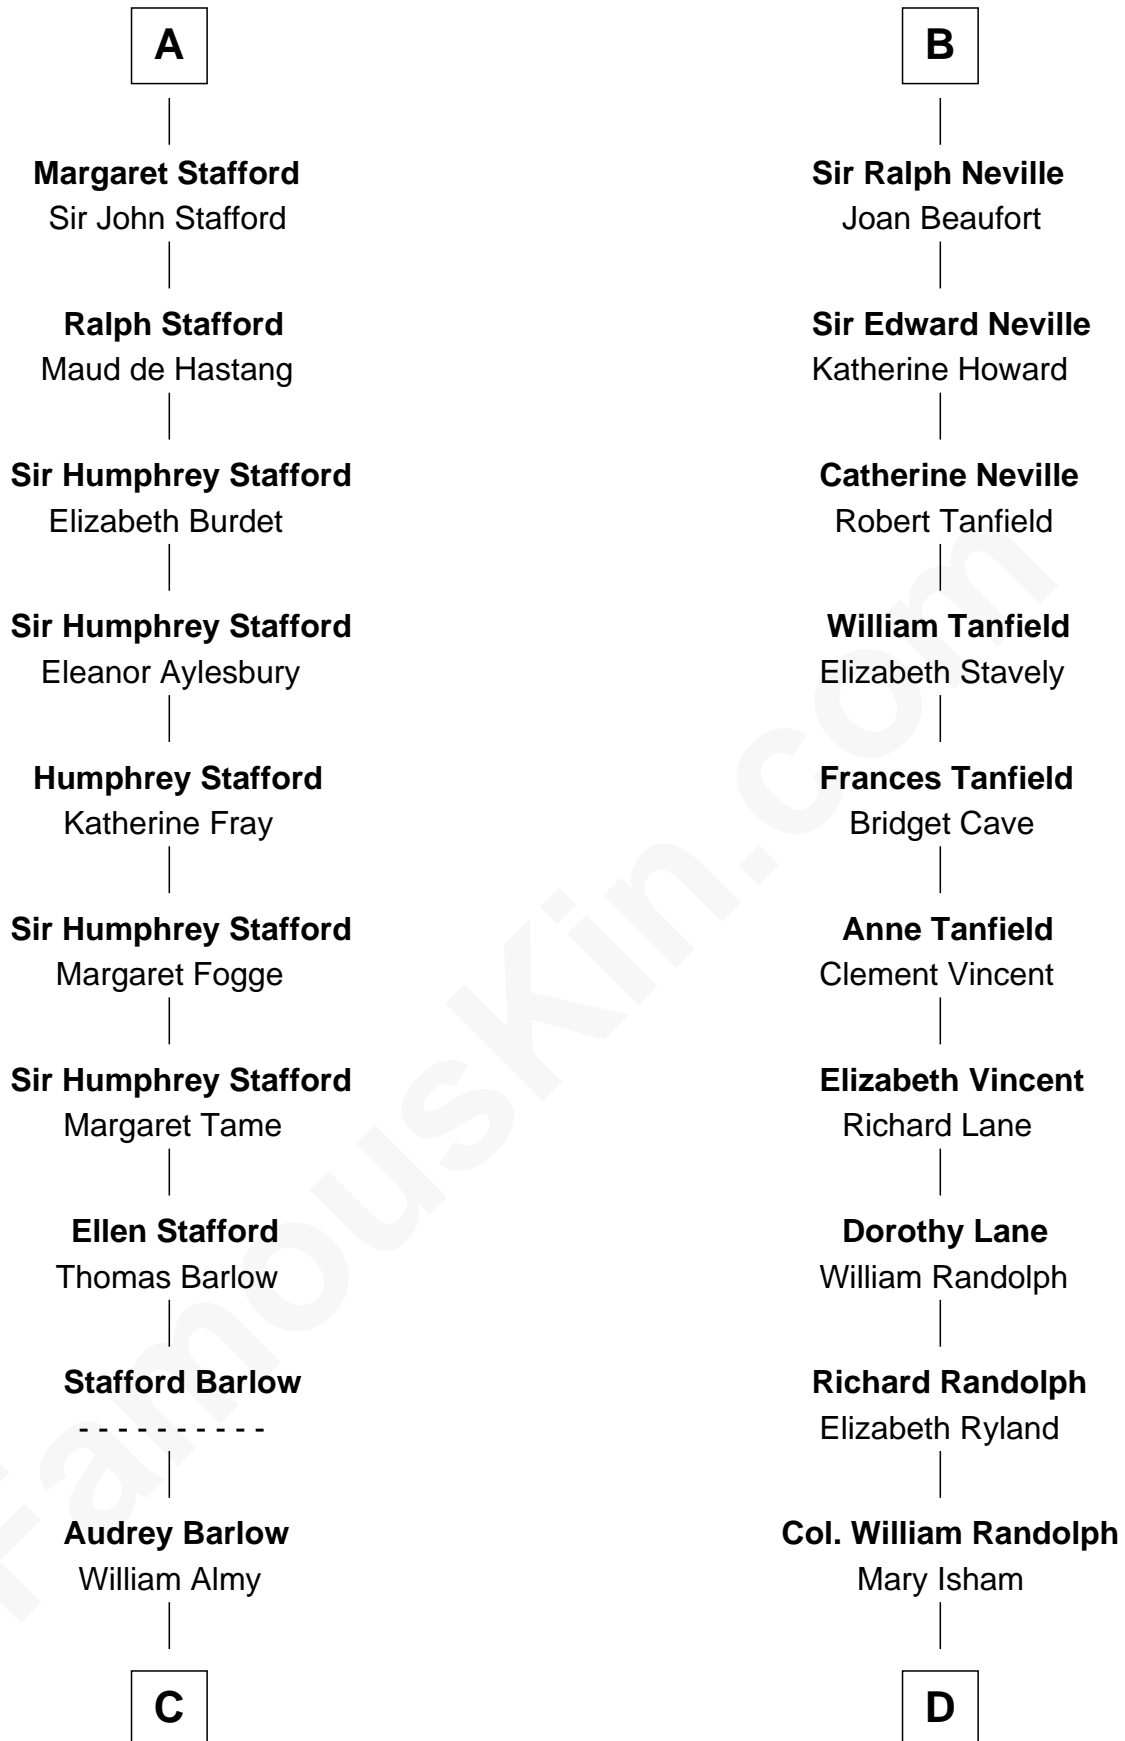 A
Margaret Stafford
Sir John Stafford
Ralph Stafford
Maud de Hastang
Sir Humphrey Stafford
Elizabeth Burdet
Sir Humphrey Stafford
Eleanor Aylesbury
Humphrey Stafford
Katherine Fray
Sir Humphrey Stafford
Margaret Fogge
Sir Humphrey Stafford
Margaret Tame
Ellen Stafford
Thomas Barlow
Stafford Barlow
- - - - - - - - - -
Audrey Barlow
William Almy
C
B
Sir Ralph Neville
Joan Beaufort
Sir Edward Neville
Katherine Howard
Catherine Neville
Robert Tanfield
William Tanfield
Elizabeth Stavely
Frances Tanfield
Bridget Cave
Anne Tanfield
Clement Vincent
Elizabeth Vincent
Richard Lane
Dorothy Lane
William Randolph
Richard Randolph
Elizabeth Ryland
Col. William Randolph
Mary Isham
D
FamousKin.com